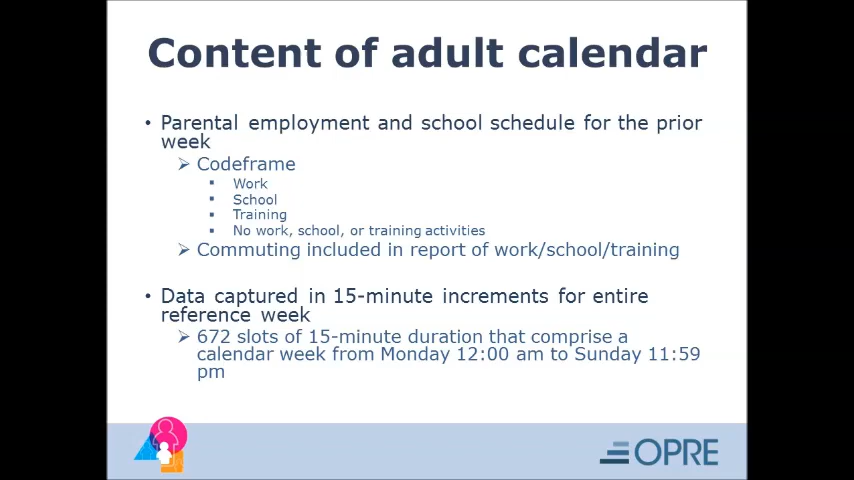 Content of adult calendar
• Parental employment and school schedule for the prior
week
➢ Codeframe
▪ Work
▪ School
▪ Training
▪ No work, school, or training activities
➢ Commuting included in report of work/school/training
• Data captured in 15-minute increments for entire
reference week
➢ 672 slots of 15-minute duration that comprise a
calendar week from Monday 12:00 am to Sunday 11:59
pm
OPRE